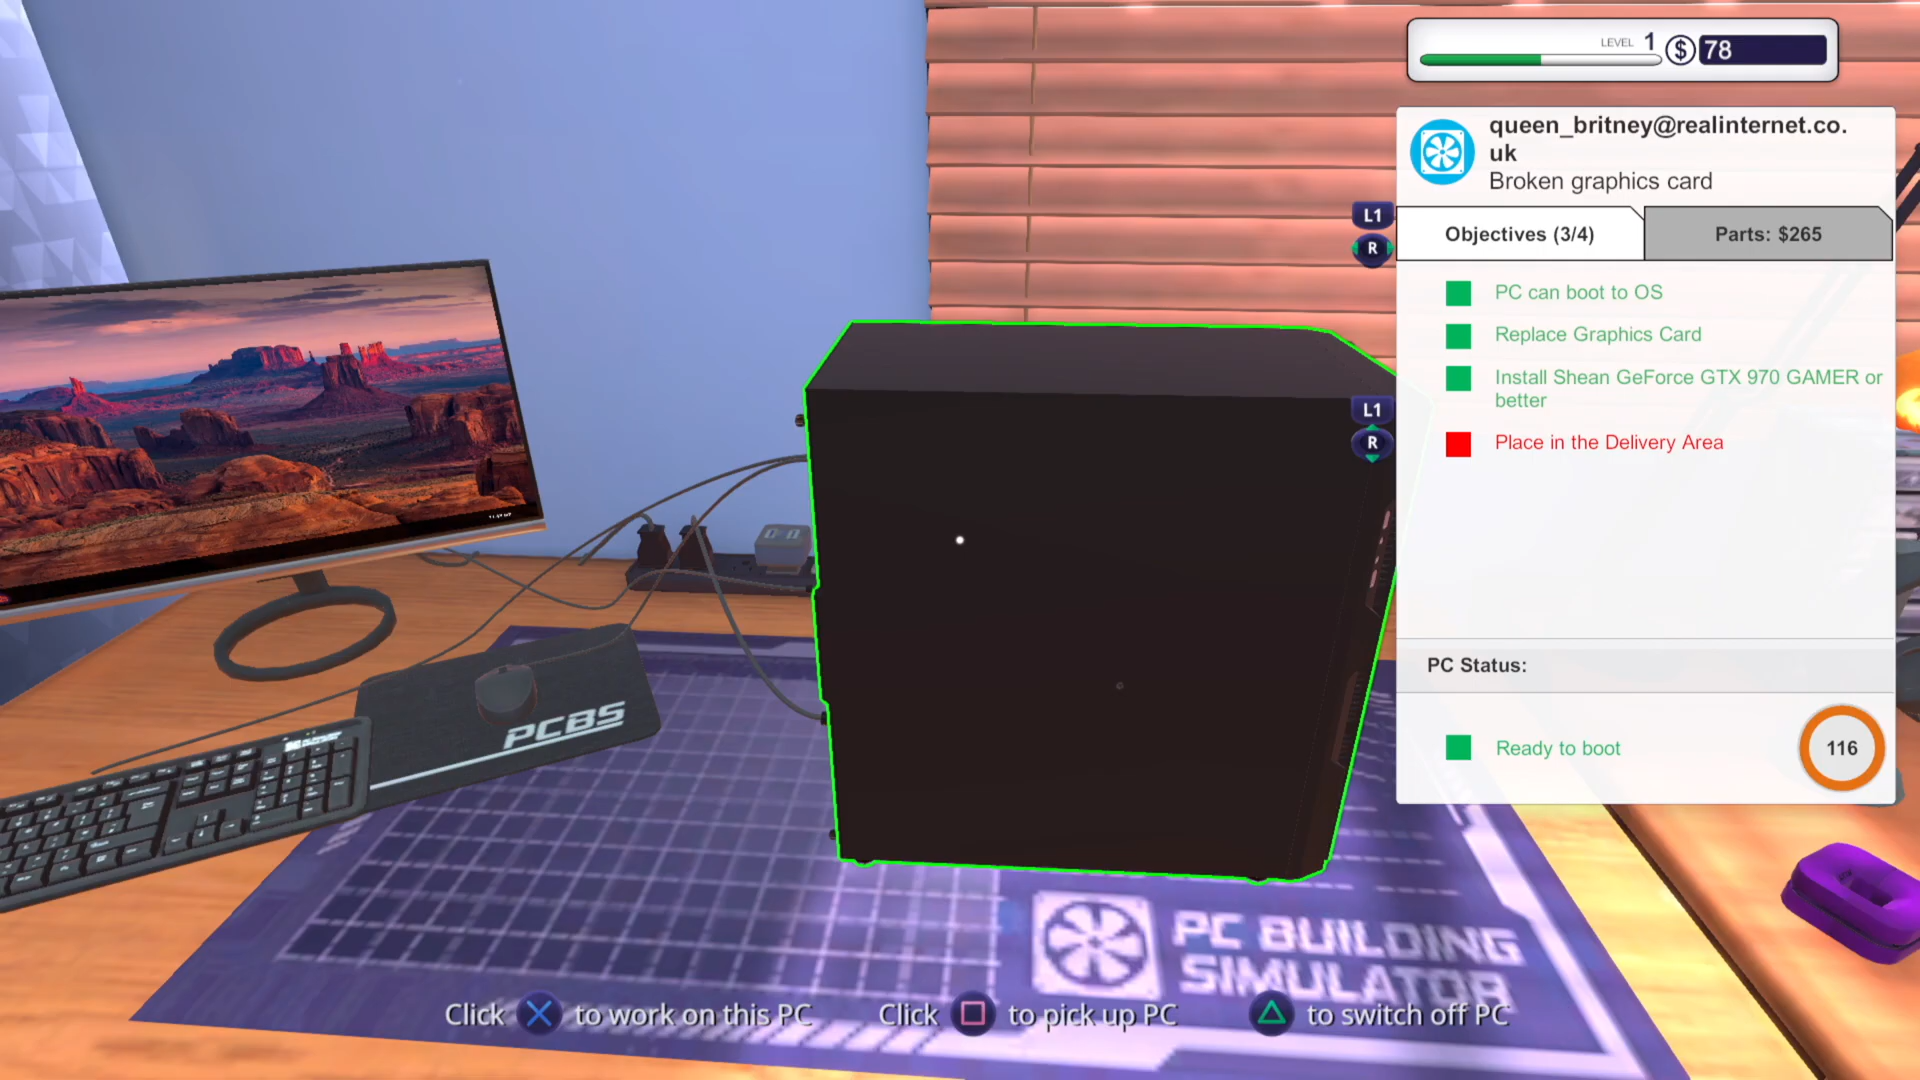 LEVEL 1 $ 78
queen_britney@realinternet.co.
uk
Broken graphics card
L1
R
Objectives (3/4)
Parts: $265
PC can boot to OS
Replace Graphics Card
Install Shean GeForce GTX 970 GAMER or
better
L1
R
Place in the Delivery Area
PC Status:
Ready to boot
116
PCBS
PC BUILDING
SIMULATOR
Click to work on this PC
Click to pick up PC
to switch off PC